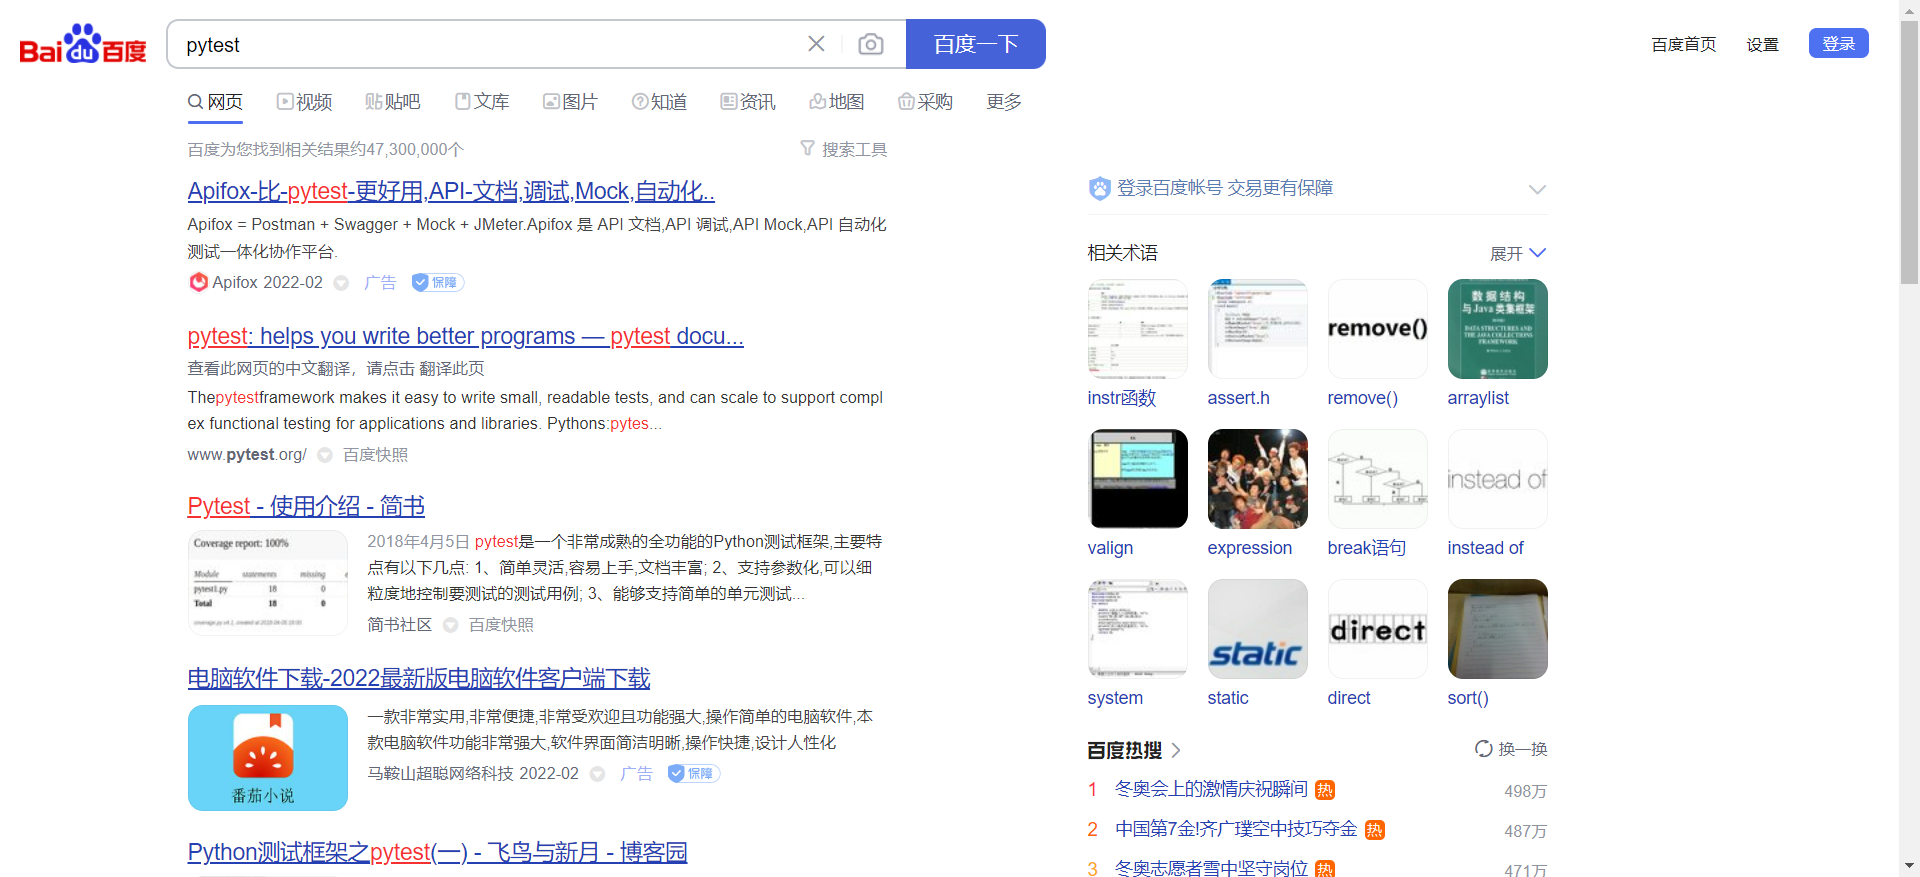 Bai du 百度
pytest
百度一下
百度首页
设置
登录
网页
视频
贴吧
文库
图片
知道
资讯
地图
采购
更多
百度为您找到相关结果约47,300,000个
搜索工具
Apifox-比-pytest-更好用,API-文档,调试,Mock,自动化..
Apifox = Postman + Swagger + Mock + JMeter.Apifox 是 API 文档,API 调试,API Mock,API 自动化
测试一体化协作平台.
Apifox 2022-02 广告 保障
pytest: helps you write better programs — pytest docu...
查看此网页的中文翻译，请点击 翻译此页
Thepytestframework makes it easy to write small, readable tests, and can scale to support compl
ex functional testing for applications and libraries. Pythons:pytes...
www.pytest.org/ 百度快照
Pytest - 使用介绍 - 简书
Coverage report: 100%
Module statements missing
pytest1.py 18 0
Total 18 0
2018年4月5日 pytest是一个非常成熟的全功能的Python测试框架,主要特
点有以下几点: 1、简单灵活,容易上手,文档丰富; 2、支持参数化,可以细
粒度地控制要测试的测试用例; 3、能够支持简单的单元测试...
简书社区 百度快照
电脑软件下载-2022最新版电脑软件客户端下载
番茄小说
一款非常实用,非常便捷,非常受欢迎且功能强大,操作简单的电脑软件,本
款电脑软件功能非常强大,软件界面简洁明晰,操作快捷,设计人性化
马鞍山超聪网络科技 2022-02 广告 保障
Python测试框架之pytest(一) - 飞鸟与新月 - 博客园
登录百度帐号 交易更有保障
相关术语
展开
remove()
数据结构
与Java类集框架
DATA STRUCTURES AND
THE JAVA COLLECTIONS
FRAMEWORK
instr函数
assert.h
remove()
arraylist
instead of
valign
expression
break语句
instead of
static
direct
system
static
direct
sort()
百度热搜
换一换
1 冬奥会上的激情庆祝瞬间 热 498万
2 中国第7金!齐广璞空中技巧夺金 热 487万
3 冬奥志愿者雪中坚守岗位 热 471万